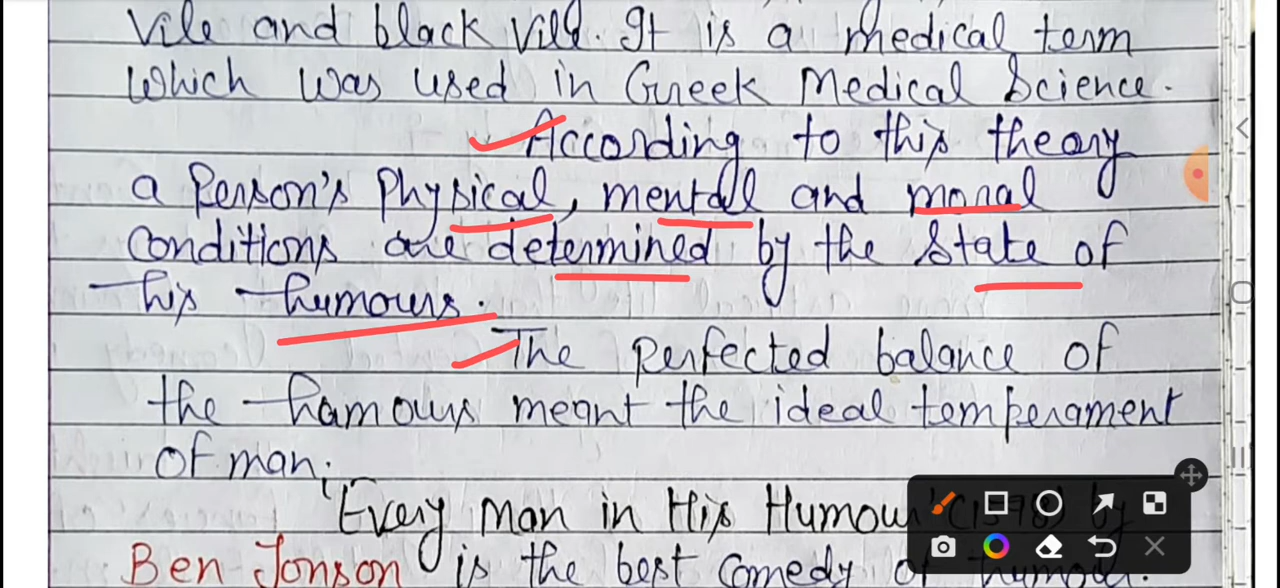 Vile and black Vile. It is a medical term
which was used in Greek Medical Science.
According to this theory
a Person's Physical, mentall and moral
conditions are determined by the State of
his humours.
The perfected balance of
the hamours meant the ideal temperament
of man.
'Every Man in His Humour' (1598) by
Ben Jonson is the best comedy of humour.